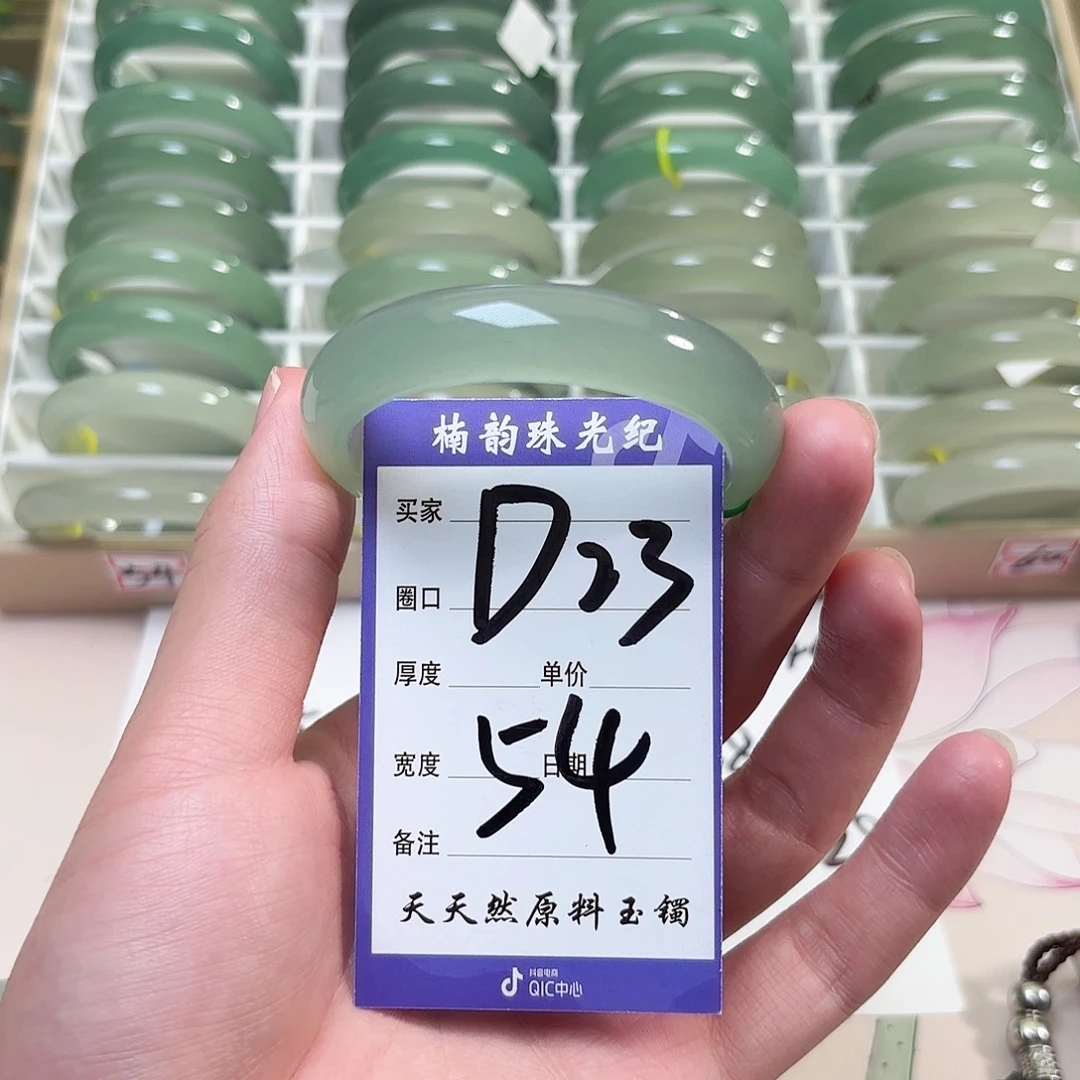 楠韵珠光纪
买家
D23
圈口
厚度 单价
54
宽度 日期
备注
天天然原料玉镯
抖音电商
QIC中心
54